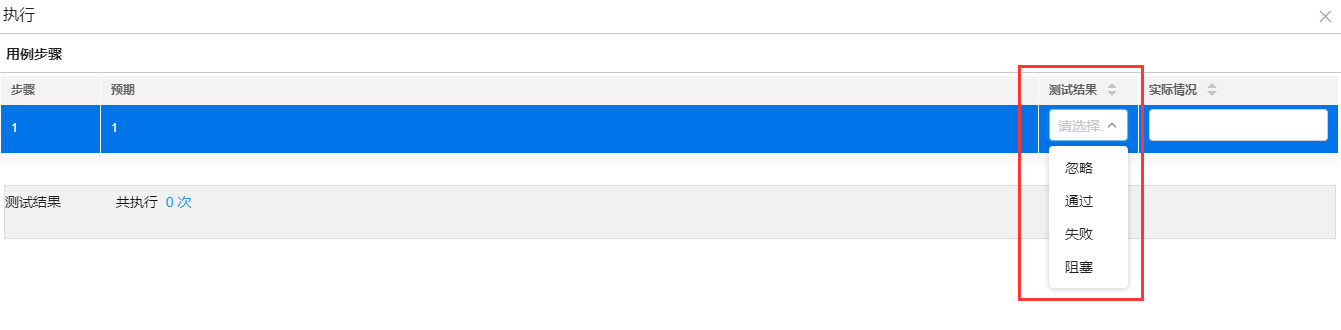 执行
用例步骤
步骤 预期 测试结果 实际情况
1 1 请选择.
忽略
通过
失败
阻塞
测试结果 共执行 0 次